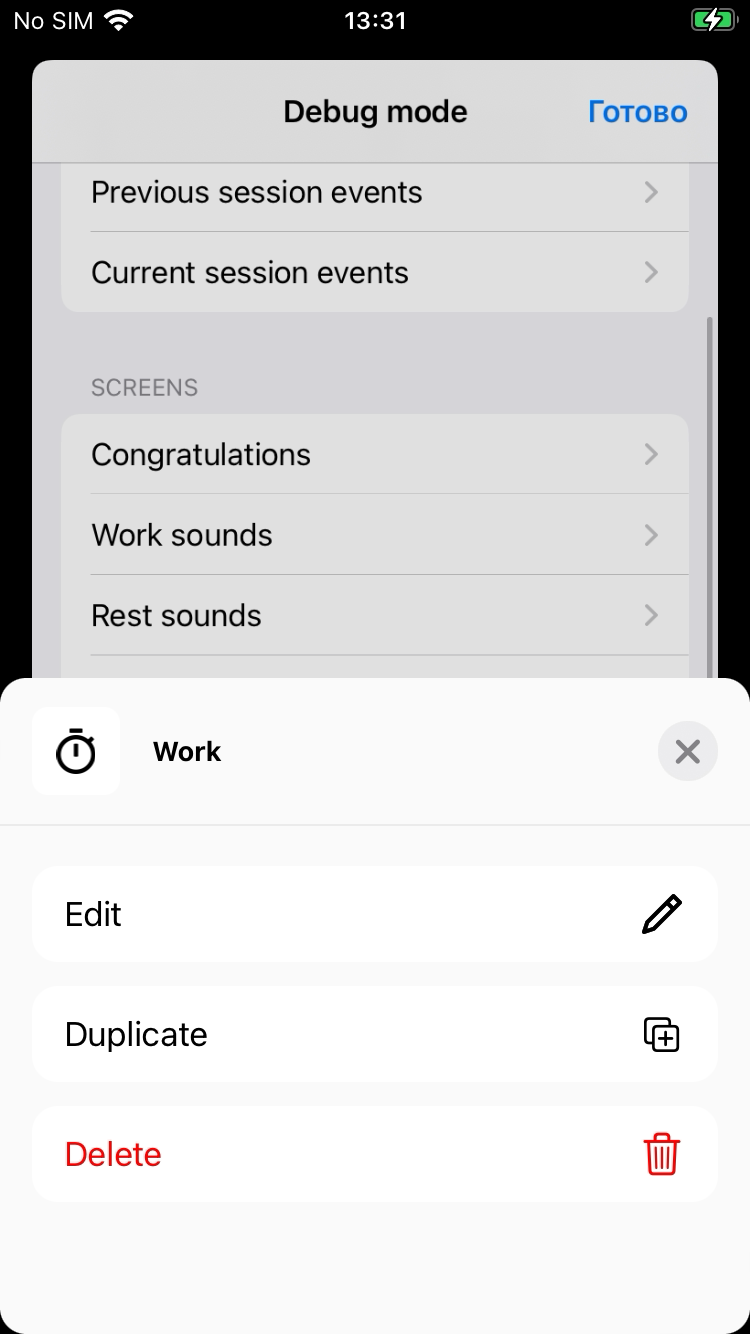 No SIM 13:31
Debug mode Готово
Previous session events
Current session events
SCREENS
Congratulations
Work sounds
Rest sounds
Work
Edit
Duplicate
Delete